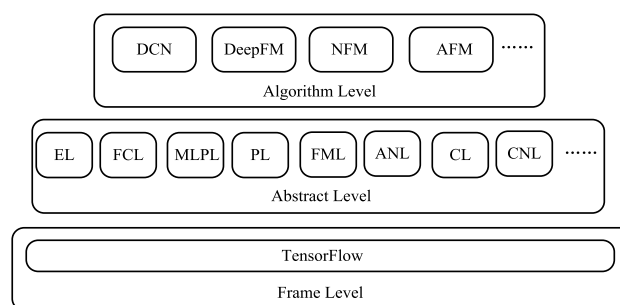 DCN DeepFM NFM AFM ······
Algorithm Level
EL FCL MLPL PL FML ANL CL CNL ······
Abstract Level
TensorFlow
Frame Level